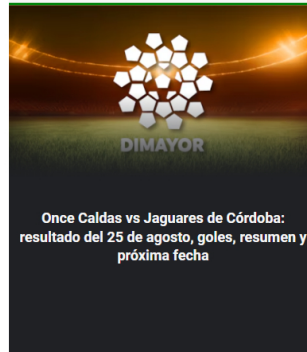 DIMAYOR
Once Caldas vs Jaguares de Córdoba:
resultado del 25 de agosto, goles, resumen y
próxima fecha